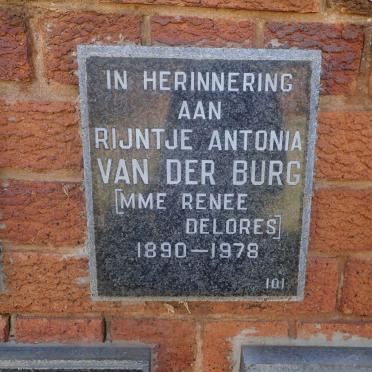 IN HERINNERING
AAN
RIJNTJE ANTONIA
VAN DER BURG
[MME RENEE
DELORES]
1890—1978
101